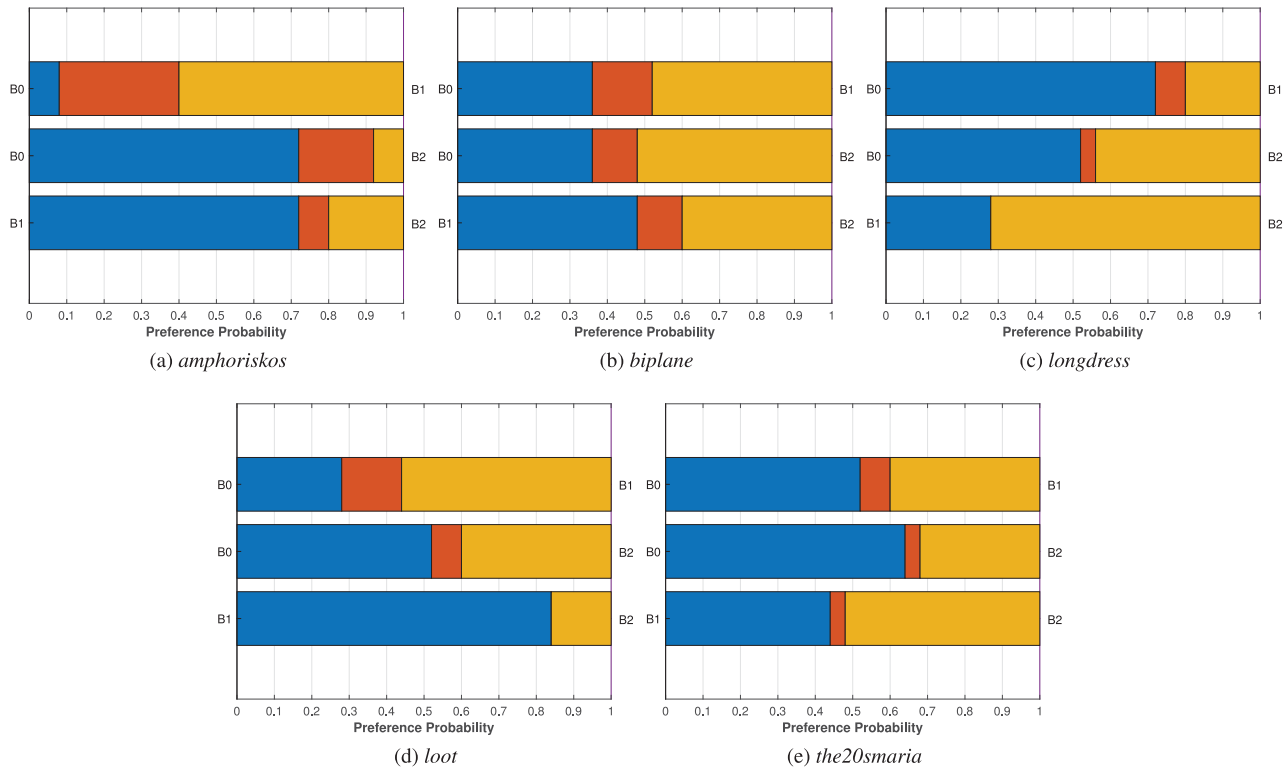 B0 B1
B0 B2
B1 B2
0 0.1 0.2 0.3 0.4 0.5 0.6 0.7 0.8 0.9 1
Preference Probability
(a) amphoriskos
B0 B1
B0 B2
B1 B2
0 0.1 0.2 0.3 0.4 0.5 0.6 0.7 0.8 0.9 1
Preference Probability
(b) biplane
B0 B1
B0 B2
B1 B2
0 0.1 0.2 0.3 0.4 0.5 0.6 0.7 0.8 0.9 1
Preference Probability
(c) longdress
B0 B1
B0 B2
B1 B2
0 0.1 0.2 0.3 0.4 0.5 0.6 0.7 0.8 0.9 1
Preference Probability
(d) loot
B0 B1
B0 B2
B1 B2
0 0.1 0.2 0.3 0.4 0.5 0.6 0.7 0.8 0.9 1
Preference Probability
(e) the20smaria